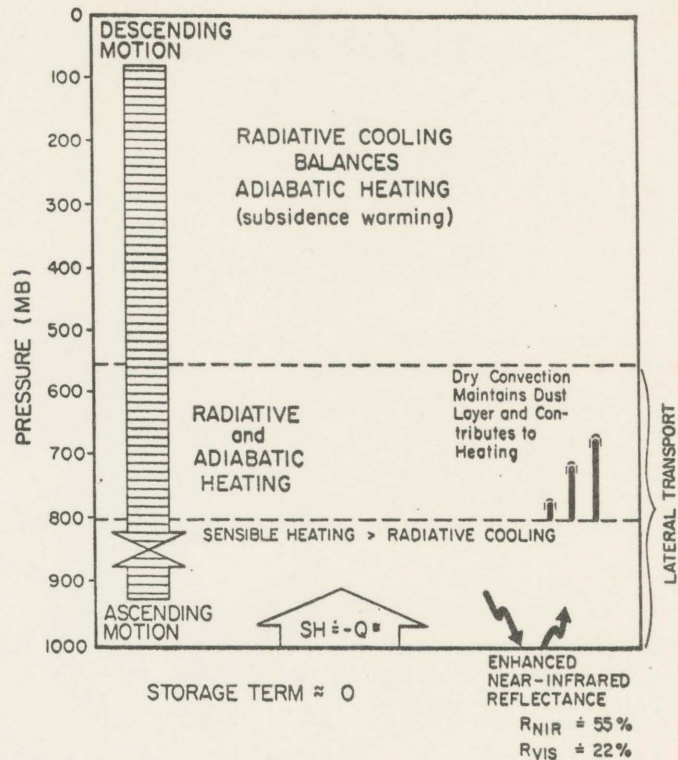 0
100
200
300
400
500
600
700
800
900
1000
PRESSURE (MB)
DESCENDING
MOTION
RADIATIVE COOLING
BALANCES
ADIABATIC HEATING
(subsidence warming)
Dry Convection
Maintains Dust
Layer and Con-
tributes to
Heating
RADIATIVE
and
ADIABATIC
HEATING
SENSIBLE HEATING > RADIATIVE COOLING
ASCENDING
MOTION
SH ≐ -Q*
LATERAL TRANSPORT
STORAGE TERM ≈ 0
ENHANCED
NEAR-INFRARED
REFLECTANCE
RNIR ≐ 55%
RVIS ≐ 22%